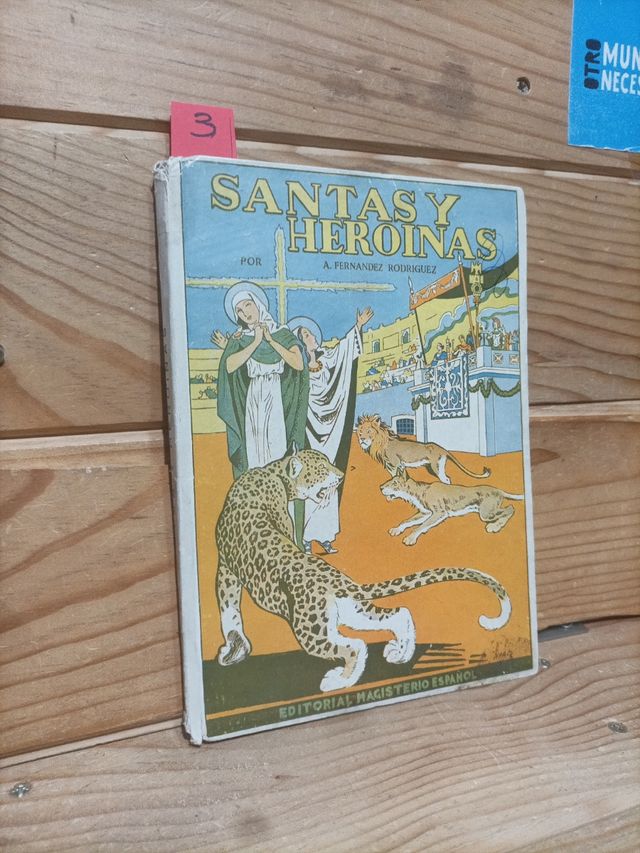 3
OTRO
MUN
NECES
SANTAS Y
HEROINAS
POR A. FERNANDEZ RODRIGUEZ
EDITORIAL MAGISTERIO ESPAÑOL